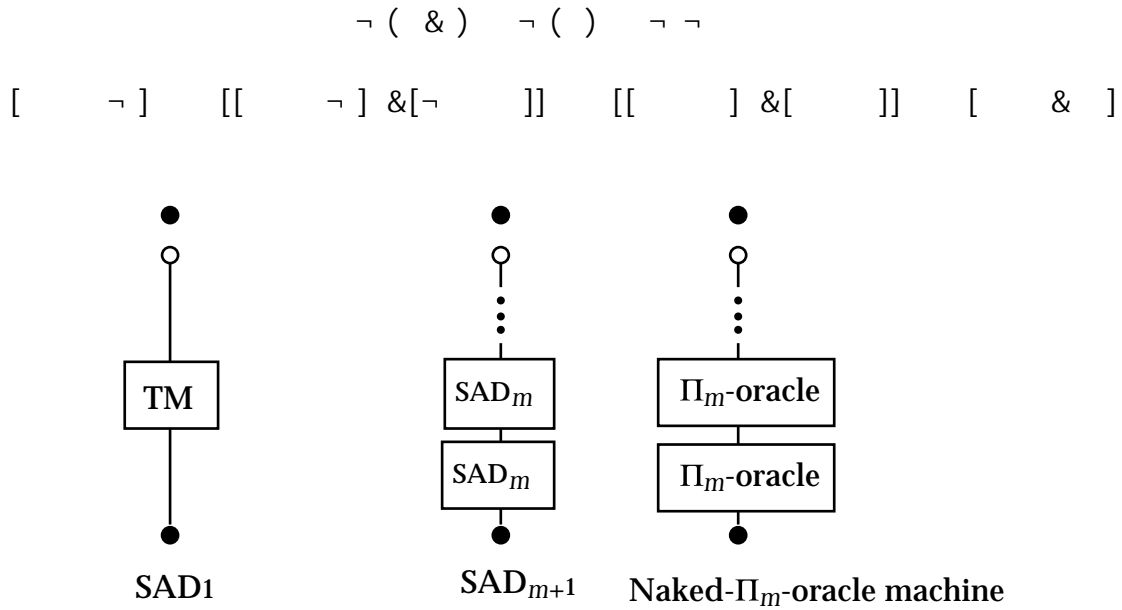 ¬ ( & ) ¬ ( ) ¬ ¬
[ ¬ ] [[ ¬ ] &[¬ ]] [[ ] &[ ]] [ & ]
TM SAD𝑚 Π𝑚-oracle
SAD𝑚 Π𝑚-oracle
SAD1 SAD𝑚+1 Naked-Π𝑚-oracle machine